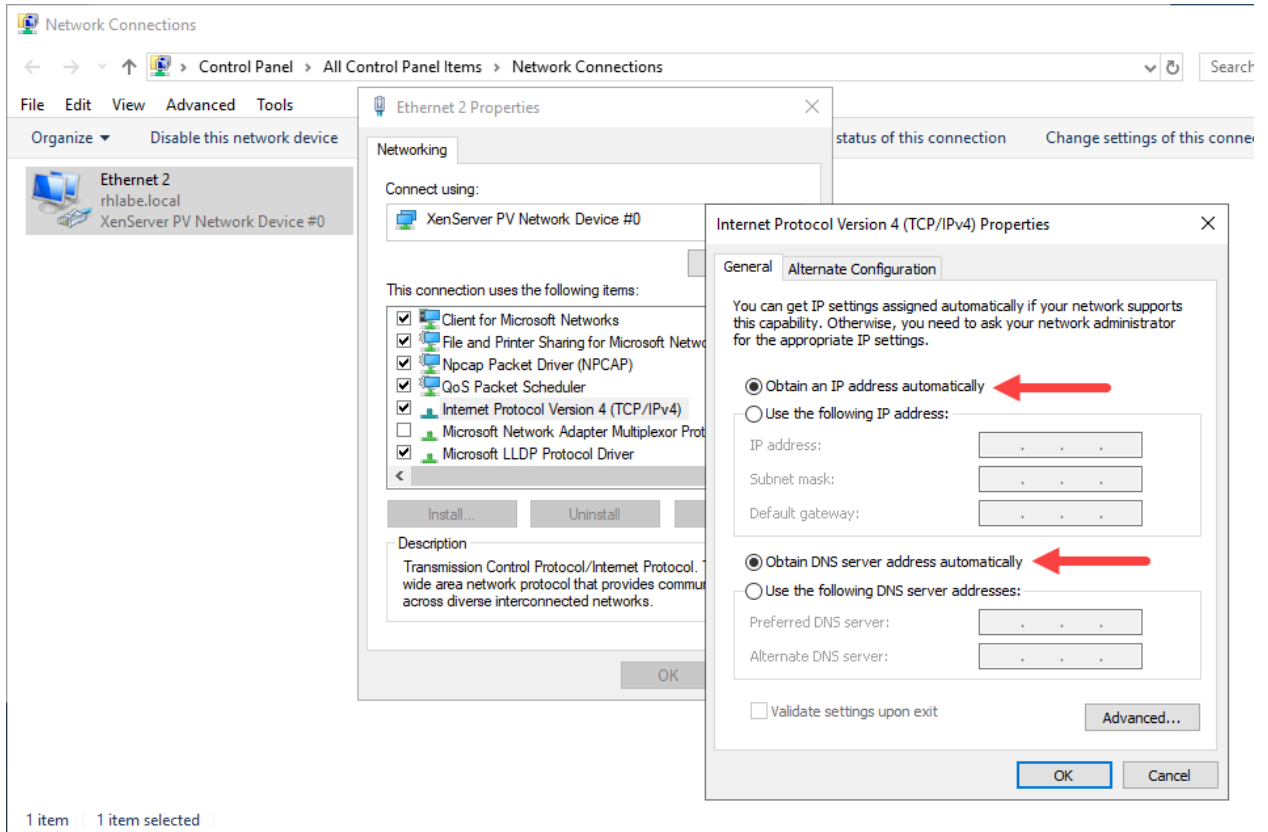 Network Connections
Control Panel > All Control Panel Items > Network Connections
Search
File Edit View Advanced Tools
Organize Disable this network device
status of this connection Change settings of this conne
Ethernet 2
rhlabe.local
XenServer PV Network Device #0
Ethernet 2 Properties
Networking
Connect using:
XenServer PV Network Device #0
This connection uses the following items:
Client for Microsoft Networks
File and Printer Sharing for Microsoft Netwo
Npcap Packet Driver (NPCAP)
QoS Packet Scheduler
Internet Protocol Version 4 (TCP/IPv4)
Microsoft Network Adapter Multiplexor Prot
Microsoft LLDP Protocol Driver
Install... Uninstall
Description
Transmission Control Protocol/Internet Protocol. T
wide area network protocol that provides commun
across diverse interconnected networks.
OK
Internet Protocol Version 4 (TCP/IPv4) Properties
General Alternate Configuration
You can get IP settings assigned automatically if your network supports
this capability. Otherwise, you need to ask your network administrator
for the appropriate IP settings.
Obtain an IP address automatically
Use the following IP address:
IP address:
Subnet mask:
Default gateway:
Obtain DNS server address automatically
Use the following DNS server addresses:
Preferred DNS server:
Alternate DNS server:
Validate settings upon exit
Advanced...
OK Cancel
1 item 1 item selected